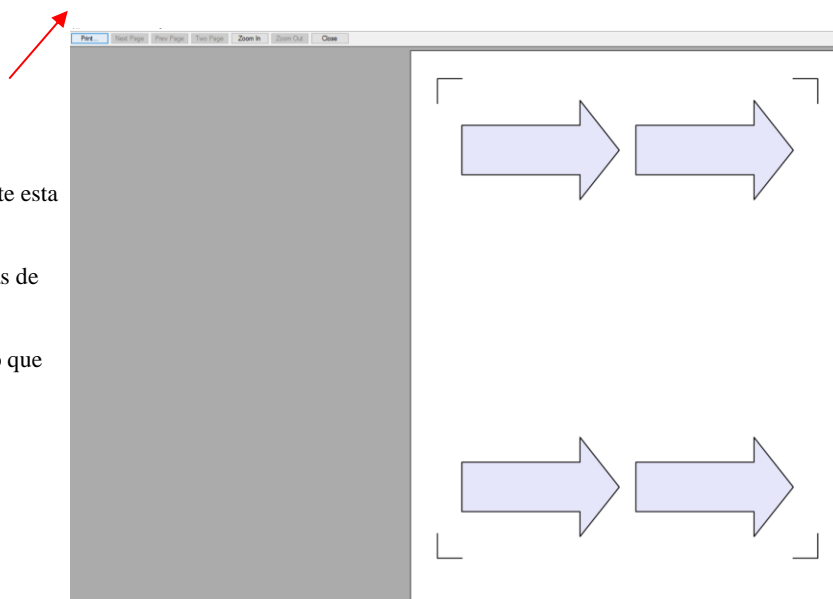 Print... Next Page Prev Page Two Page Zoom In Zoom Out Close
te esta
s de
o que